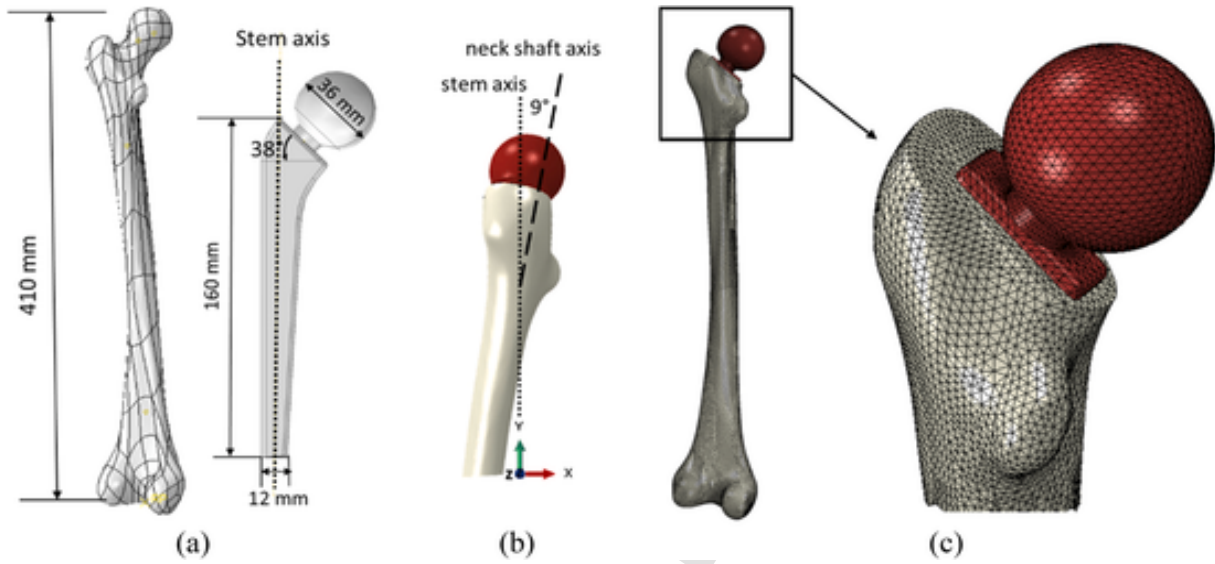 410 mm
Stem axis
36 mm
38°
160 mm
12 mm
(a)
neck shaft axis
stem axis
9°
Y
Z
X
(b)
(c)